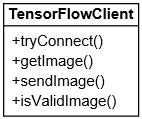 TensorFlowClient
+tryConnect()
+getImage()
+sendImage()
+isValidImage()